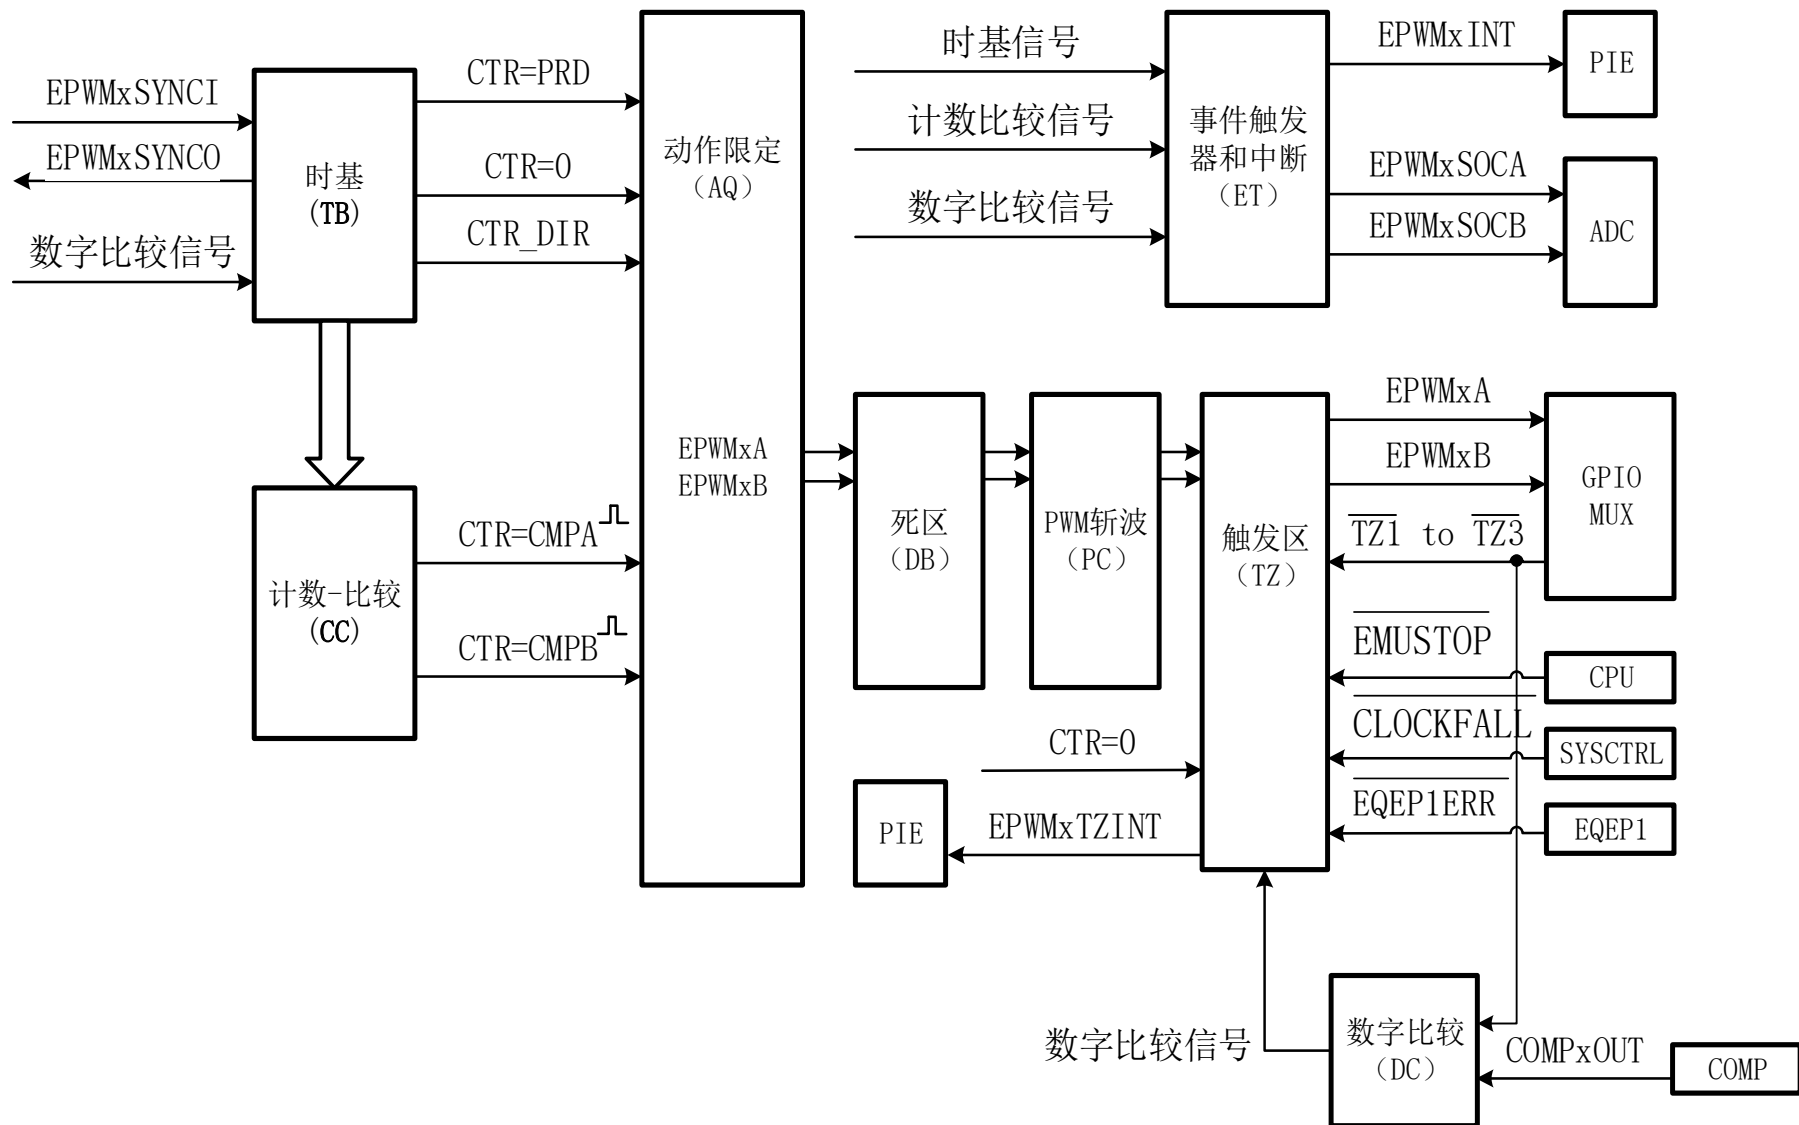 EPWMxSYNCI
EPWMxSYNCO
数字比较信号
时基
(TB)
CTR=PRD
CTR=0
CTR_DIR
计数-比较
(CC)
CTR=CMPA
CTR=CMPB
动作限定
（AQ）
EPWMxA
EPWMxB
时基信号
计数比较信号
数字比较信号
事件触发
器和中断
（ET）
EPWMxINT
EPWMxSOCA
EPWMxSOCB
PIE
ADC
死区
（DB）
PWM斩波
（PC）
触发区
（TZ）
EPWMxA
EPWMxB
TZ1 to TZ3
GPIO
MUX
EMUSTOP
CPU
CLOCKFALL
SYSCTRL
EQEP1ERR
EQEP1
CTR=0
EPWMxTZINT
PIE
数字比较信号
数字比较
（DC）
COMPxOUT
COMP